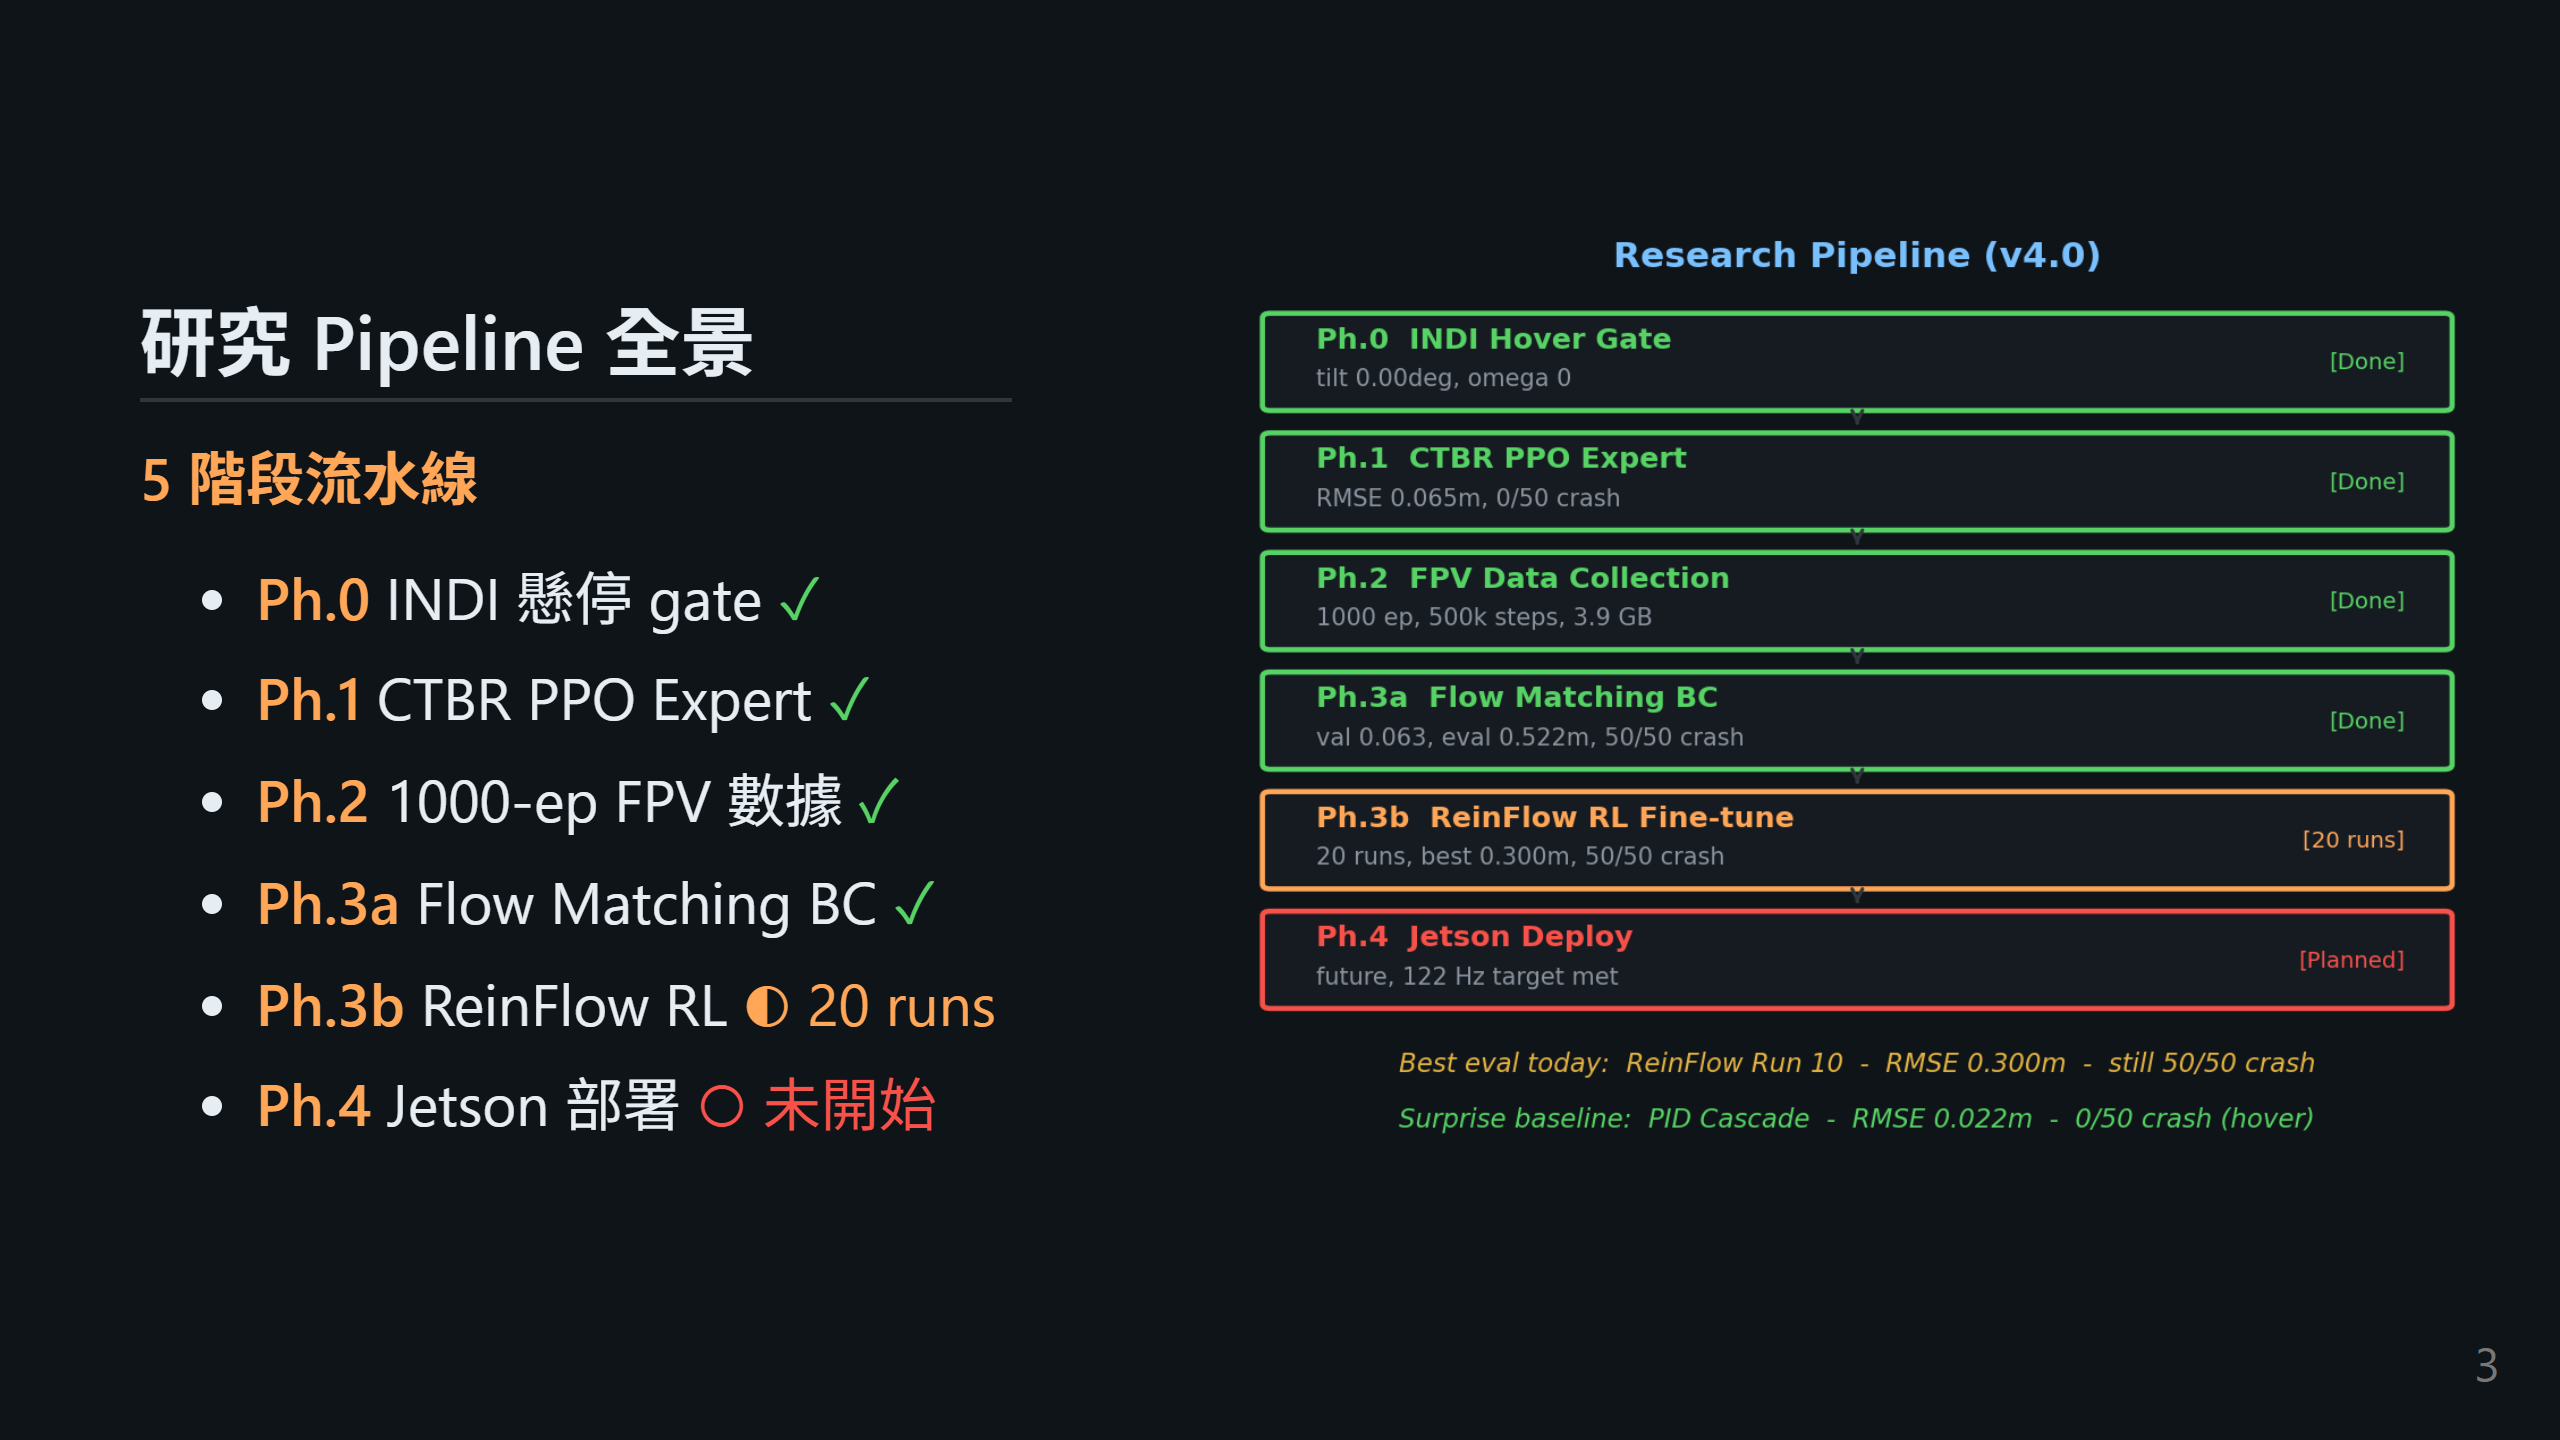 研究 Pipeline 全景
5 階段流水線
• Ph.0 INDI 懸停 gate ✓
• Ph.1 CTBR PPO Expert ✓
• Ph.2 1000-ep FPV 數據 ✓
• Ph.3a Flow Matching BC ✓
• Ph.3b ReinFlow RL ◐ 20 runs
• Ph.4 Jetson 部署 ○ 未開始
Research Pipeline (v4.0)
Ph.0 INDI Hover Gate
tilt 0.00deg, omega 0
[Done]
Ph.1 CTBR PPO Expert
RMSE 0.065m, 0/50 crash
[Done]
Ph.2 FPV Data Collection
1000 ep, 500k steps, 3.9 GB
[Done]
Ph.3a Flow Matching BC
val 0.063, eval 0.522m, 50/50 crash
[Done]
Ph.3b ReinFlow RL Fine-tune
20 runs, best 0.300m, 50/50 crash
[20 runs]
Ph.4 Jetson Deploy
future, 122 Hz target met
[Planned]
Best eval today: ReinFlow Run 10 - RMSE 0.300m - still 50/50 crash
Surprise baseline: PID Cascade - RMSE 0.022m - 0/50 crash (hover)
3